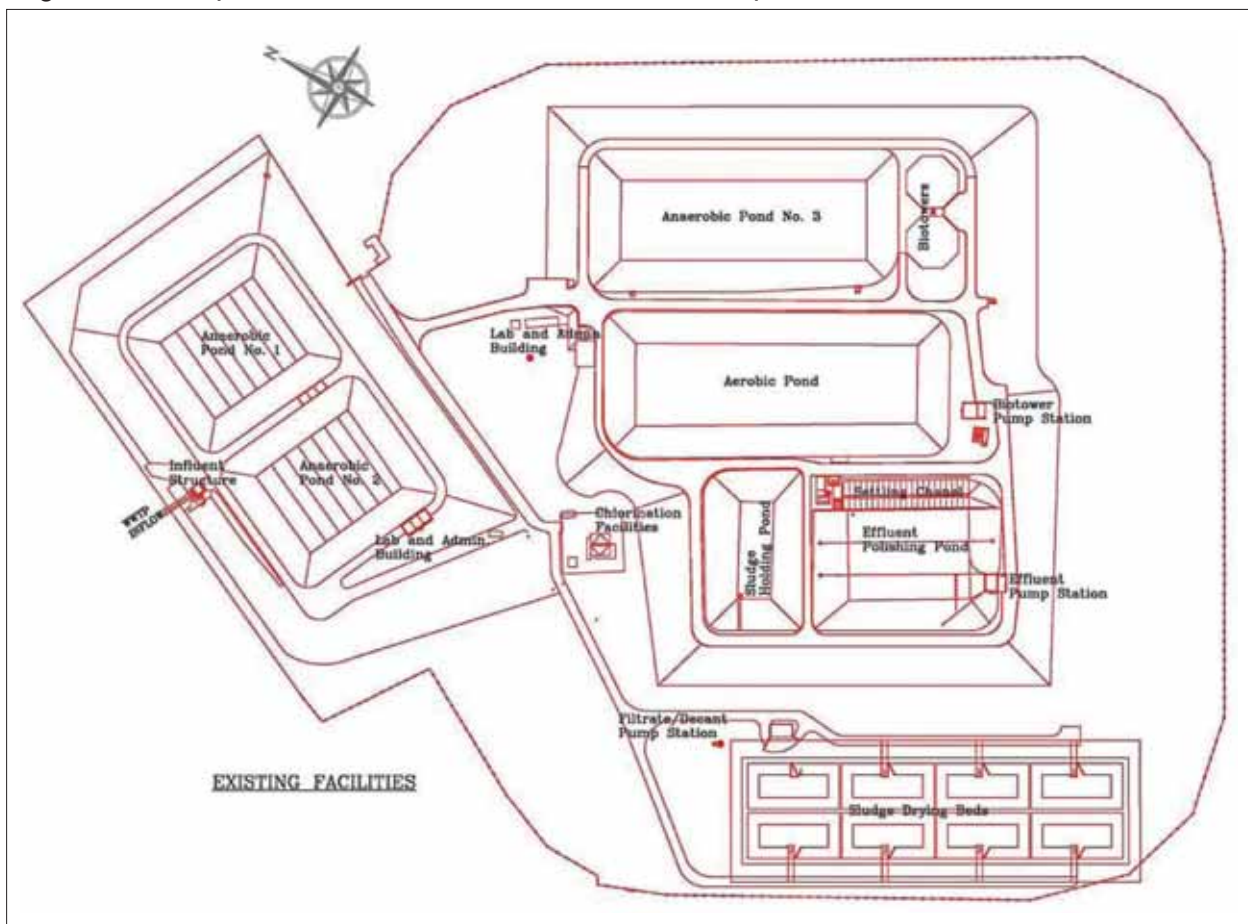 N
Anaerobic Pond No. 3
Biotowers
Lab and Admin
Building
Anaerobic
Pond No. 1
Aerobic Pond
Biotower
Pump Station
Influent
Structure
WWTP
INFLOW
Anaerobic
Pond No. 2
Lab and Admin
Building
Chlorination
Facilities
Sludge
Holding Pond
Settling Chanel
Effluent
Polishing Pond
Effluent
Pump Station
Filtrate/Decant
Pump Station
EXISTING FACILITIES
Sludge Drying Beds